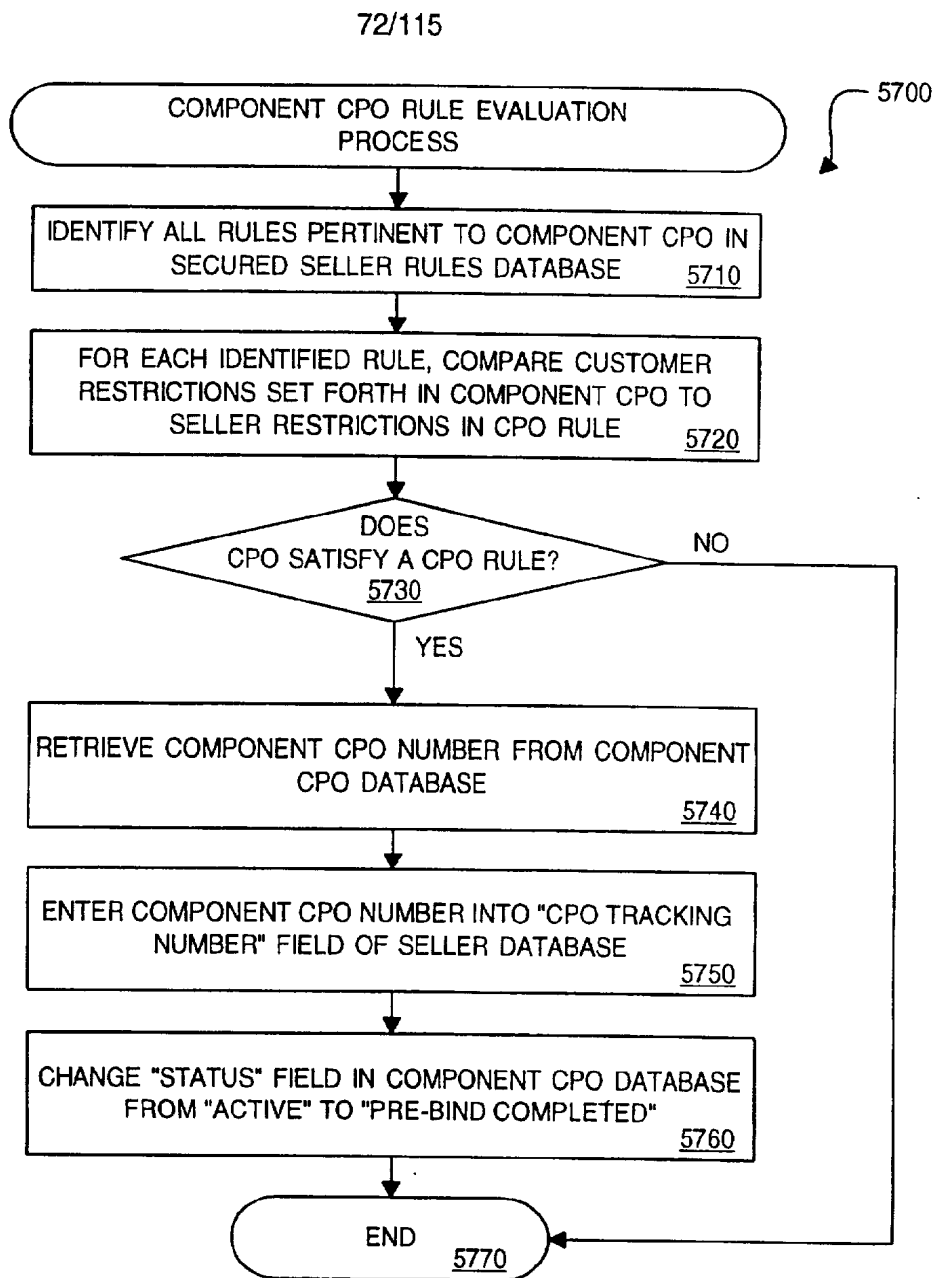 72/115
5700
COMPONENT CPO RULE EVALUATION
PROCESS
IDENTIFY ALL RULES PERTINENT TO COMPONENT CPO IN
SECURED SELLER RULES DATABASE
5710
FOR EACH IDENTIFIED RULE, COMPARE CUSTOMER
RESTRICTIONS SET FORTH IN COMPONENT CPO TO
SELLER RESTRICTIONS IN CPO RULE
5720
DOES
CPO SATISFY A CPO RULE?
5730
NO
YES
RETRIEVE COMPONENT CPO NUMBER FROM COMPONENT
CPO DATABASE
5740
ENTER COMPONENT CPO NUMBER INTO "CPO TRACKING
NUMBER" FIELD OF SELLER DATABASE
5750
CHANGE "STATUS" FIELD IN COMPONENT CPO DATABASE
FROM "ACTIVE" TO "PRE-BIND COMPLETED"
5760
END
5770